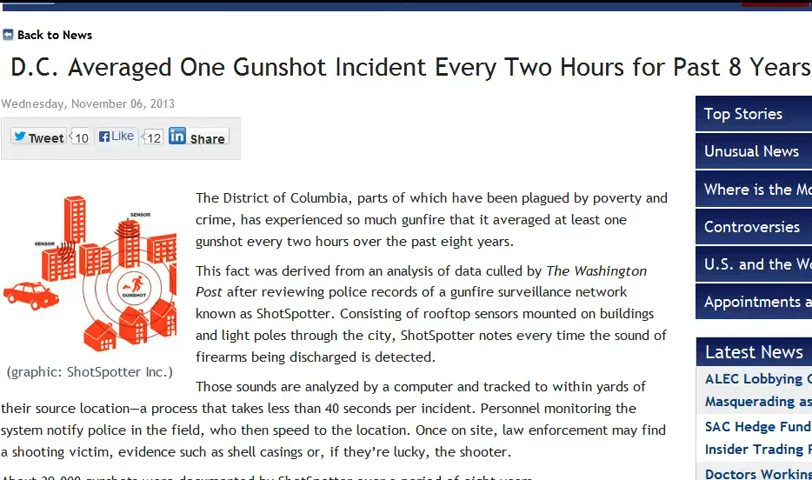 Back to News
D.C. Averaged One Gunshot Incident Every Two Hours for Past 8 Years
Wednesday, November 06, 2013
Tweet 10 Like 12 Share
SENSOR
SENSOR
GUNSHOT
(graphic: ShotSpotter Inc.)
The District of Columbia, parts of which have been plagued by poverty and
crime, has experienced so much gunfire that it averaged at least one
gunshot every two hours over the past eight years.
This fact was derived from an analysis of data culled by The Washington
Post after reviewing police records of a gunfire surveillance network
known as ShotSpotter. Consisting of rooftop sensors mounted on buildings
and light poles through the city, ShotSpotter notes every time the sound of
firearms being discharged is detected.
Those sounds are analyzed by a computer and tracked to within yards of
their source location—a process that takes less than 40 seconds per incident. Personnel monitoring the
system notify police in the field, who then speed to the location. Once on site, law enforcement may find
a shooting victim, evidence such as shell casings or, if they're lucky, the shooter.
About 39,000 gunshots were documented by ShotSpotter over a period of eight years
Top Stories
Unusual News
Where is the Mo
Controversies
U.S. and the Wo
Appointments a
Latest News
ALEC Lobbying
Masquerading as
SAC Hedge Fund
Insider Trading
Doctors Working